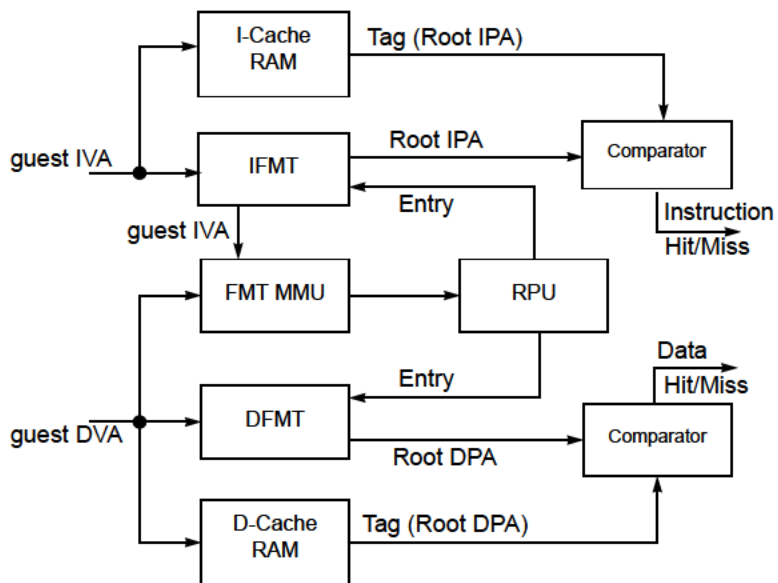 I-Cache
RAM
Tag (Root IPA)
guest IVA
IFMT
Root IPA
Comparator
Entry
Instruction
Hit/Miss
guest IVA
FMT MMU
RPU
Data
Hit/Miss
Entry
guest DVA
DFMT
Root DPA
Comparator
D-Cache
RAM
Tag (Root DPA)